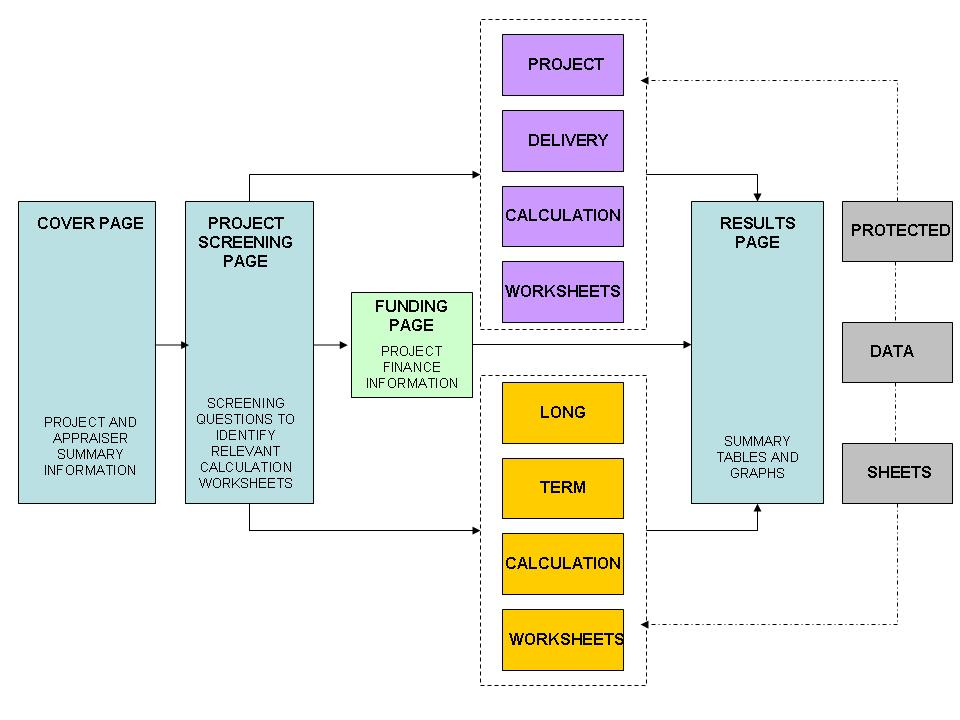 COVER PAGE
PROJECT AND
APPRAISER
SUMMARY
INFORMATION
PROJECT
SCREENING
PAGE
SCREENING
QUESTIONS TO
IDENTIFY
RELEVANT
CALCULATION
WORKSHEETS
FUNDING
PAGE
PROJECT
FINANCE
INFORMATION
PROJECT
DELIVERY
CALCULATION
WORKSHEETS
LONG
TERM
CALCULATION
WORKSHEETS
RESULTS
PAGE
SUMMARY
TABLES AND
GRAPHS
PROTECTED
DATA
SHEETS